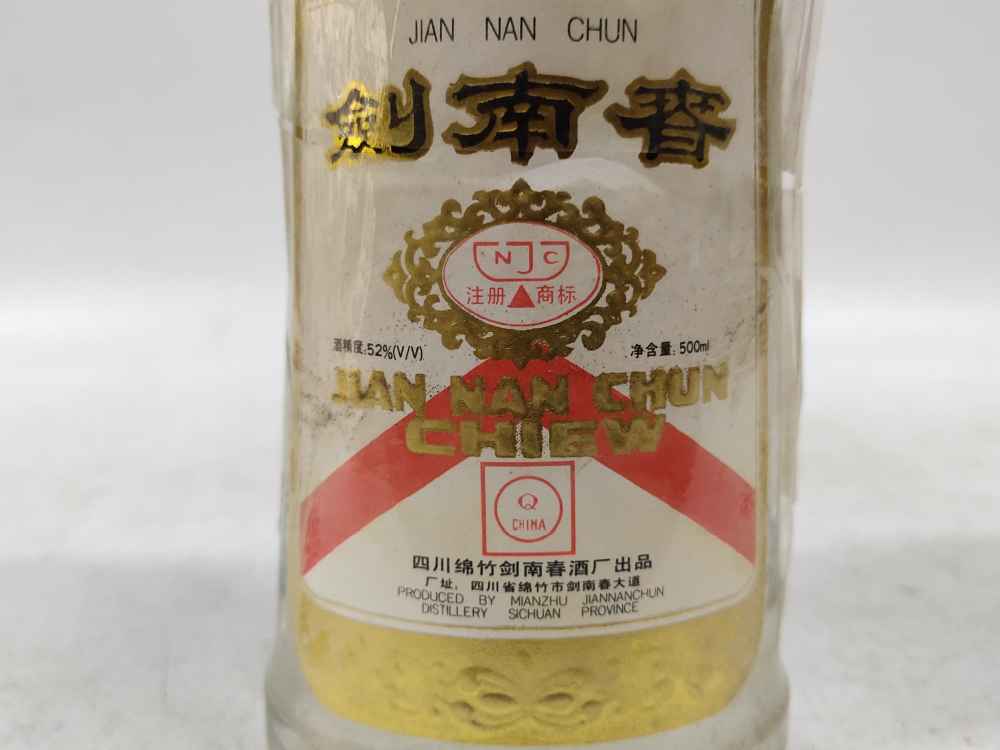 JIAN NAN CHUN
劍南春
NJC
注册 商标
酒精度:52%(V/V)
净含量:500ml
JIAN NAN CHUN
CHIEW
Q
CHINA
四川绵竹剑南春酒厂出品
厂址:四川省绵竹市剑南春大道
PRODUCED BY MIANZHU JIANNANCHUN
DISTILLERY SICHUAN PROVINCE